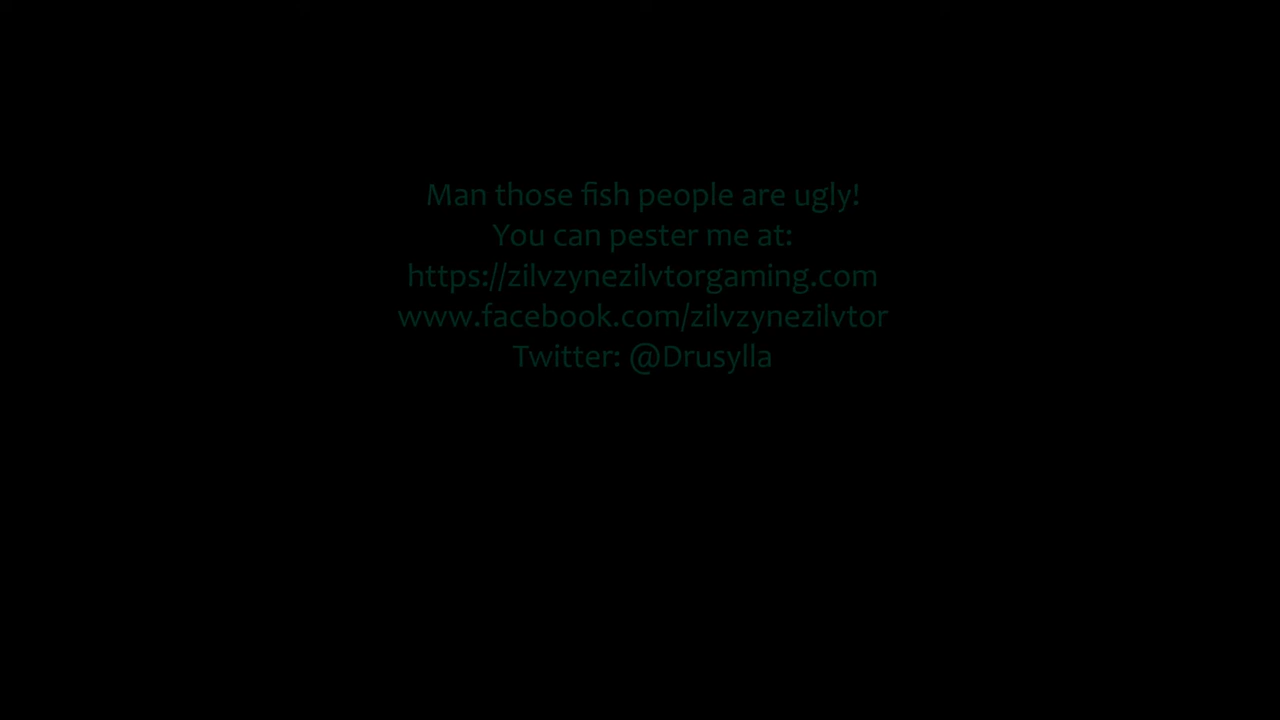 Man those fish people are ugly!
You can pester me at:
https://zilvzynezilvtorgaming.com
www.facebook.com/zilvzynezilvtor
Twitter: @Drusylla